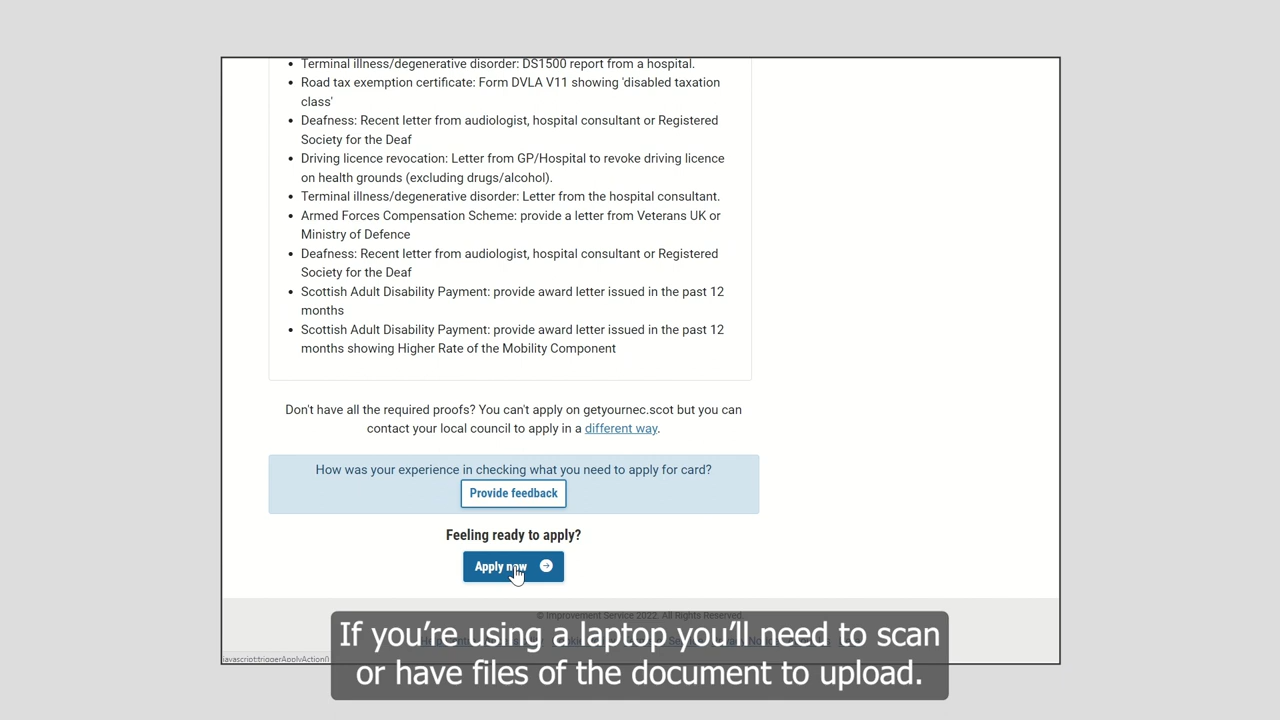 Terminal illness/degenerative disorder: DS1500 report from a hospital.
Road tax exemption certificate: Form DVLA V11 showing 'disabled taxation
class'
Deafness: Recent letter from audiologist, hospital consultant or Registered
Society for the Deaf
Driving licence revocation: Letter from GP/Hospital to revoke driving licence
on health grounds (excluding drugs/alcohol).
Terminal illness/degenerative disorder: Letter from the hospital consultant.
Armed Forces Compensation Scheme: provide a letter from Veterans UK or
Ministry of Defence
Deafness: Recent letter from audiologist, hospital consultant or Registered
Society for the Deaf
Scottish Adult Disability Payment: provide award letter issued in the past 12
months
Scottish Adult Disability Payment: provide award letter issued in the past 12
months showing Higher Rate of the Mobility Component
Don't have all the required proofs? You can't apply on getyournec.scot but you can
contact your local council to apply in a different way.
How was your experience in checking what you need to apply for card?
Provide feedback
Feeling ready to apply?
Apply now
© Improvement Service 2022. All Rights Reserved
If you're using a laptop you'll need to scan
or have files of the document to upload.
javascript:triggerApplyAction()